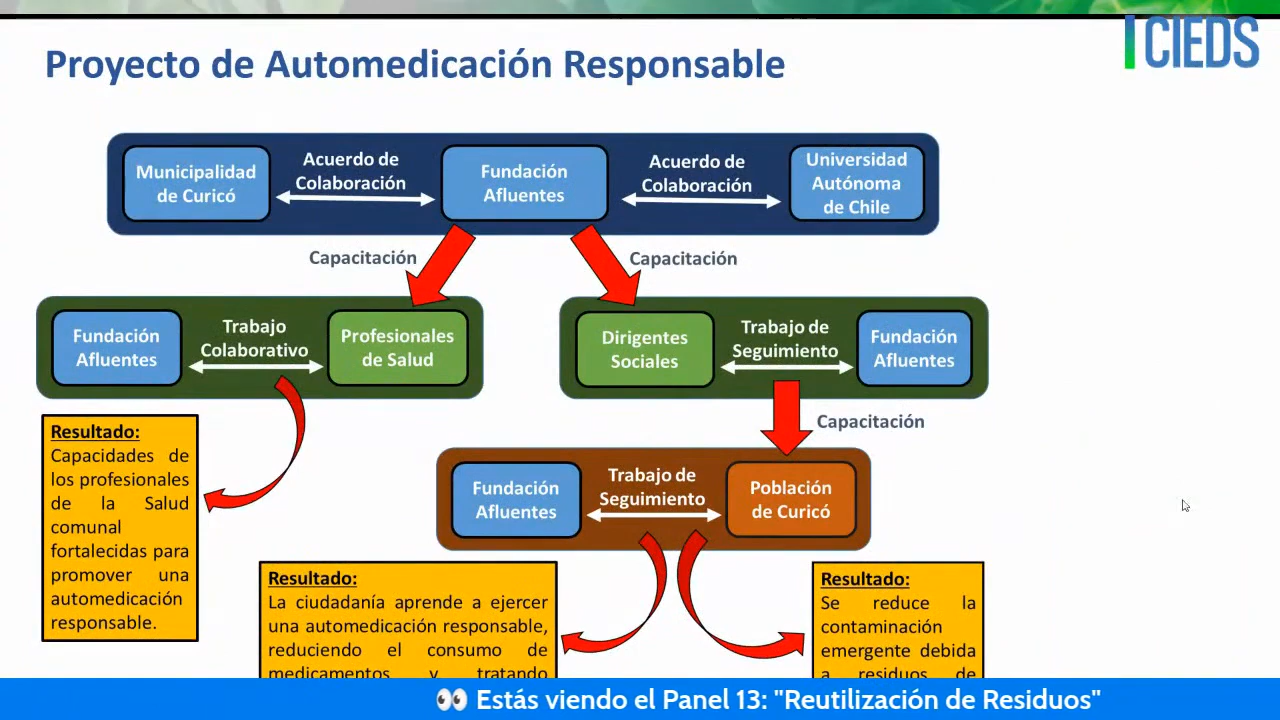 CIEDS
Proyecto de Automedicación Responsable
Municipalidad
de Curicó
Acuerdo de
Colaboración
Fundación
Afluentes
Acuerdo de
Colaboración
Universidad
Autónoma
de Chile
Capacitación
Capacitación
Fundación
Afluentes
Trabajo
Colaborativo
Profesionales
de Salud
Dirigentes
Sociales
Trabajo de
Seguimiento
Fundación
Afluentes
Capacitación
Resultado:
Capacidades de
los profesionales
de la Salud
comunal
fortalecidas para
promover una
automedicación
responsable.
Fundación
Afluentes
Trabajo de
Seguimiento
Población
de Curicó
Resultado:
La ciudadanía aprende a ejercer
una automedicación responsable,
reduciendo el consumo de
medicamentos y tratando
Resultado:
Se reduce la
contaminación
emergente debida
a residuos de
👀 Estás viendo el Panel 13: "Reutilización de Residuos"